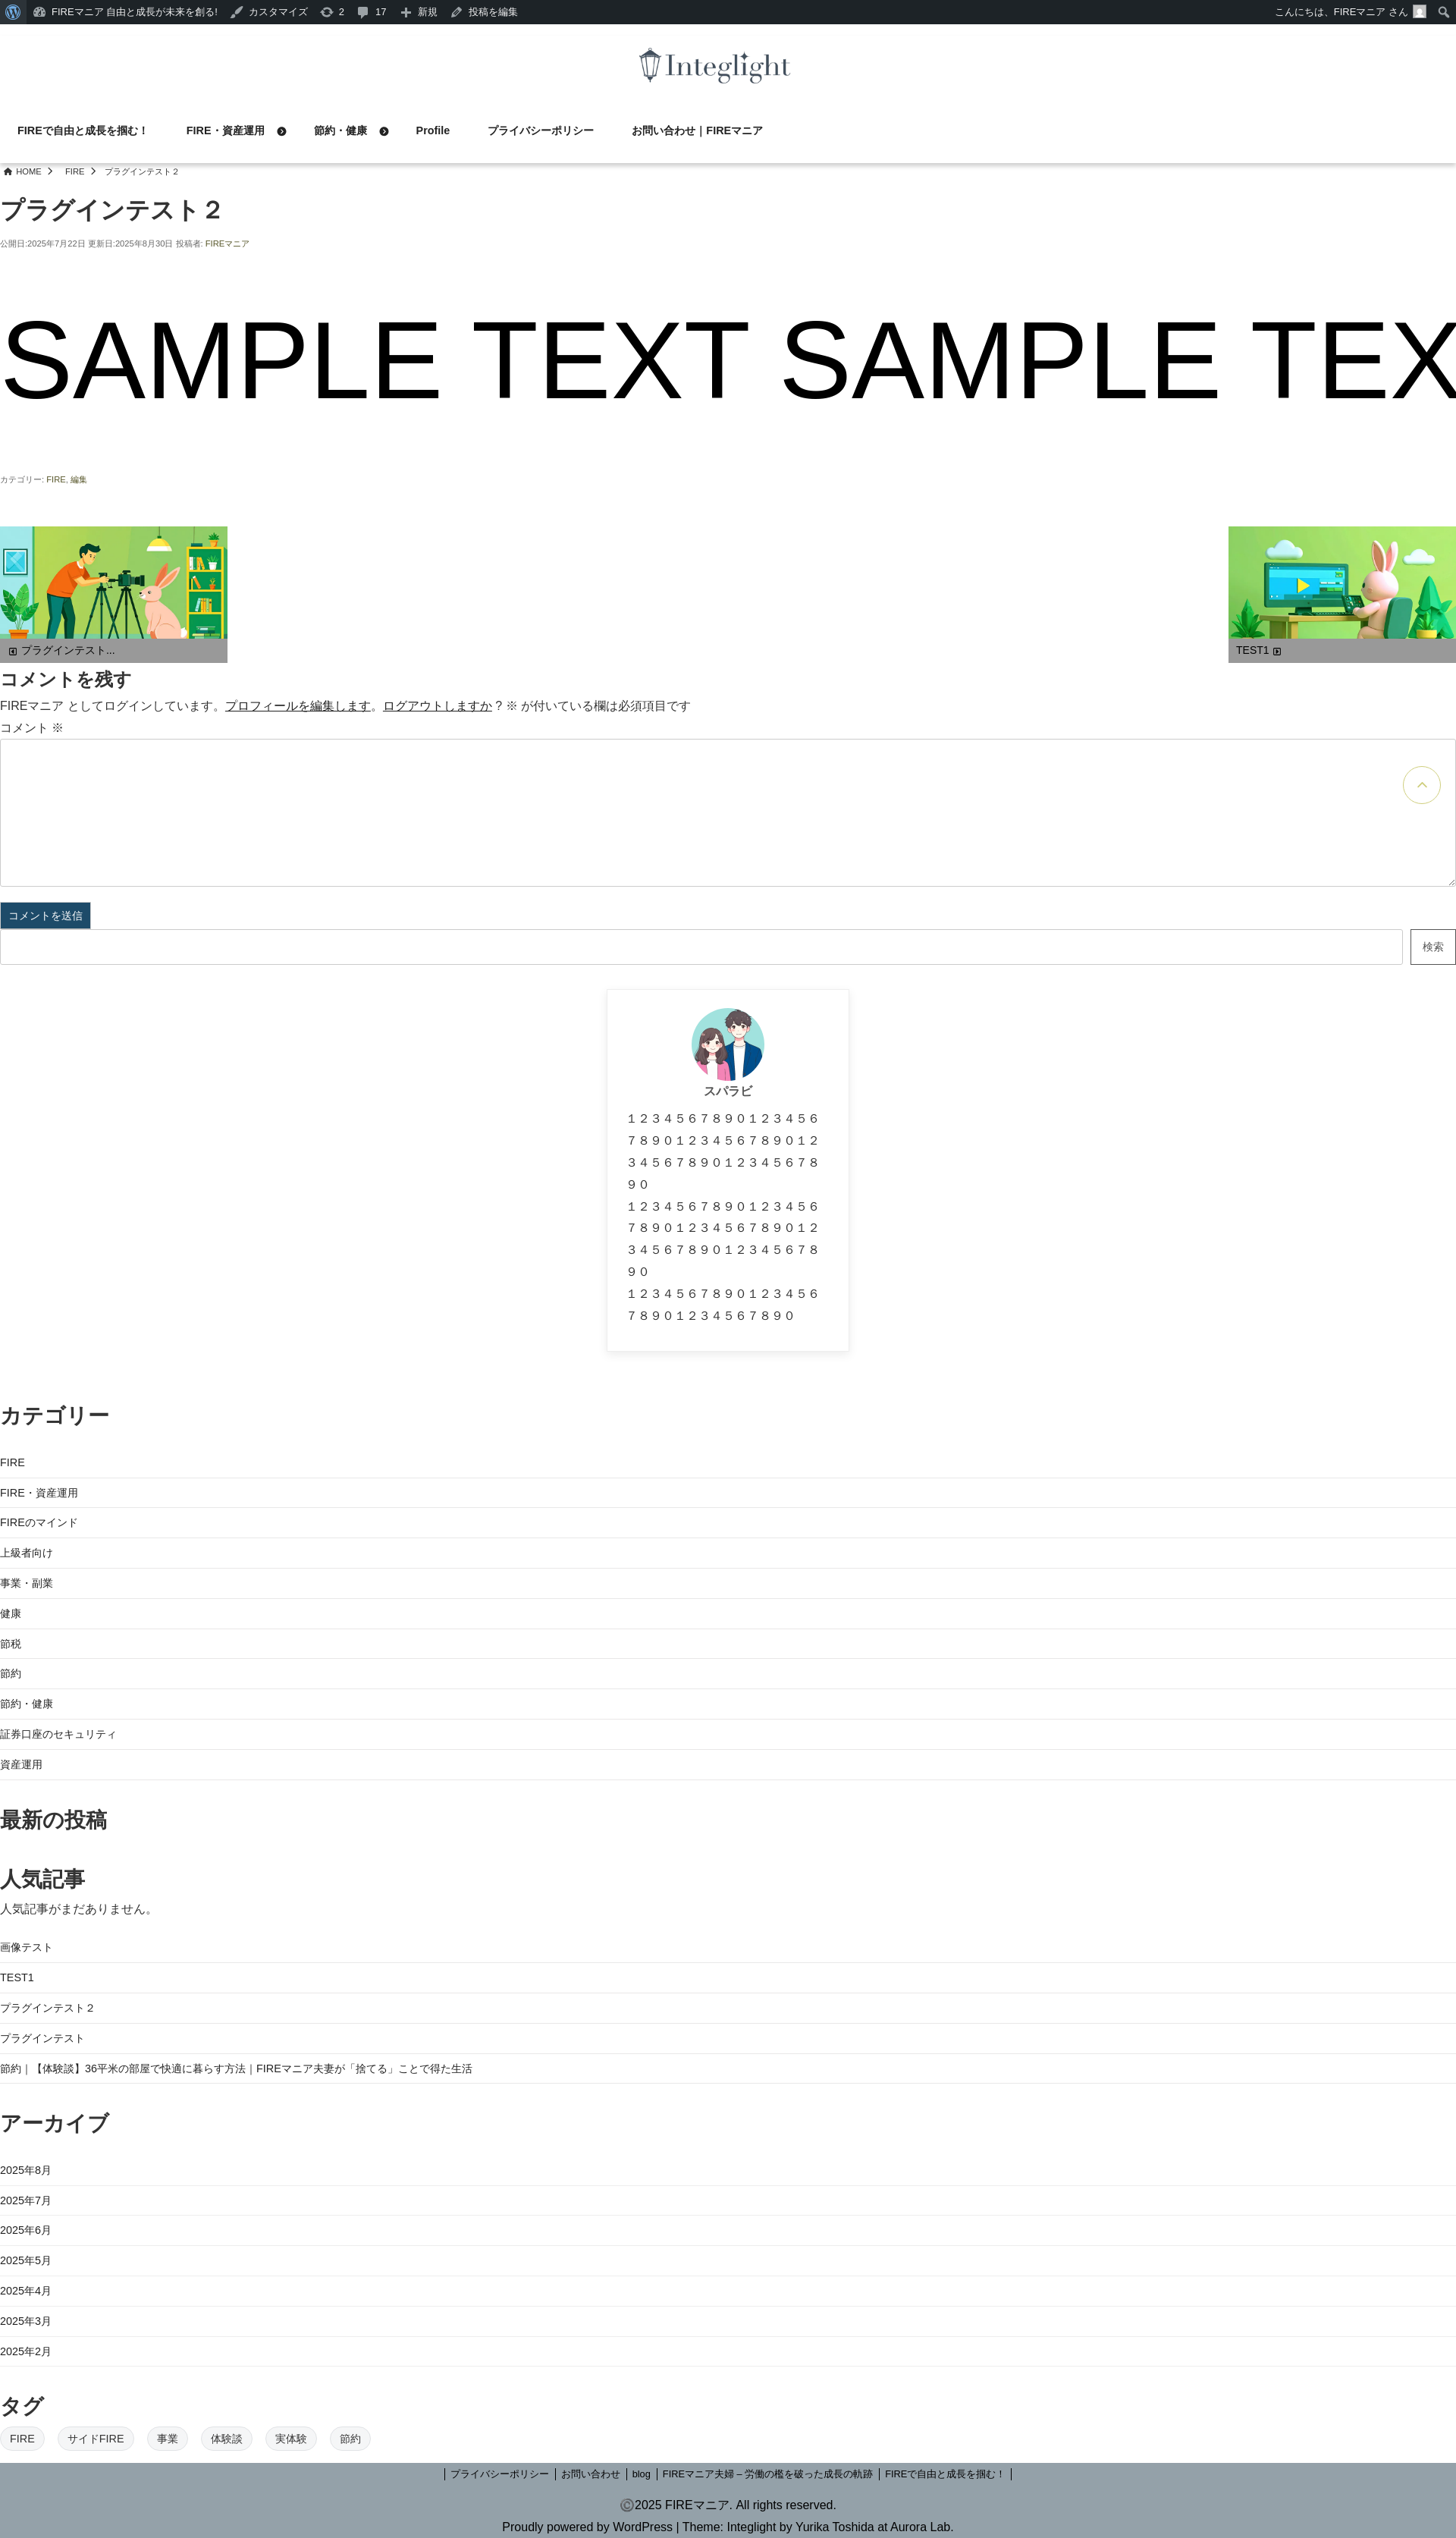 FIREマニア 自由と成長が未来を創る! カスタマイズ 2 17 新規 投稿を編集 こんにちは、FIREマニア さん
Integlight
FIREで自由と成長を掴む！ FIRE・資産運用 節約・健康 Profile プライバシーポリシー お問い合わせ｜FIREマニア
HOME FIRE プラグインテスト２
プラグインテスト２
公開日:2025年7月22日 更新日:2025年8月30日 投稿者: FIREマニア
SAMPLE TEXT SAMPLE TEX
カテゴリー: FIRE, 編集
プラグインテスト... TEST1
コメントを残す
FIREマニア としてログインしています。プロフィールを編集します。ログアウトしますか ? ※ が付いている欄は必須項目です
コメント ※
コメントを送信
検索
スパラビ
１２３４５６７８９０１２３４５６
７８９０１２３４５６７８９０１２
３４５６７８９０１２３４５６７８
９０
１２３４５６７８９０１２３４５６
７８９０１２３４５６７８９０１２
３４５６７８９０１２３４５６７８
９０
１２３４５６７８９０１２３４５６
７８９０１２３４５６７８９０
カテゴリー
FIRE
FIRE・資産運用
FIREのマインド
上級者向け
事業・副業
健康
節税
節約
節約・健康
証券口座のセキュリティ
資産運用
最新の投稿
人気記事
人気記事がまだありません。
画像テスト
TEST1
プラグインテスト２
プラグインテスト
節約｜【体験談】36平米の部屋で快適に暮らす方法｜FIREマニア夫妻が「捨てる」ことで得た生活
アーカイブ
2025年8月
2025年7月
2025年6月
2025年5月
2025年4月
2025年3月
2025年2月
タグ
FIRE サイドFIRE 事業 体験談 実体験 節約
プライバシーポリシー お問い合わせ blog FIREマニア夫婦 – 労働の檻を破った成長の軌跡 FIREで自由と成長を掴む！
©2025 FIREマニア. All rights reserved.
Proudly powered by WordPress | Theme: Integlight by Yurika Toshida at Aurora Lab.